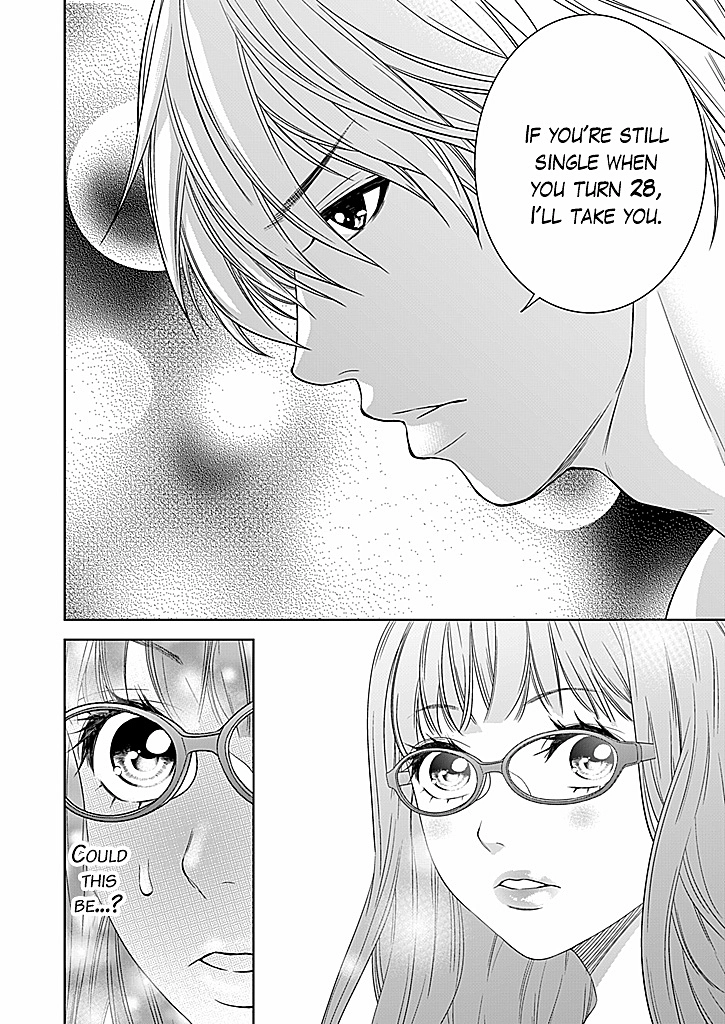 IF YOU'RE STILL
SINGLE WHEN
YOU TURN 28,
I'LL TAKE YOU.
COULD
THIS
BE...?